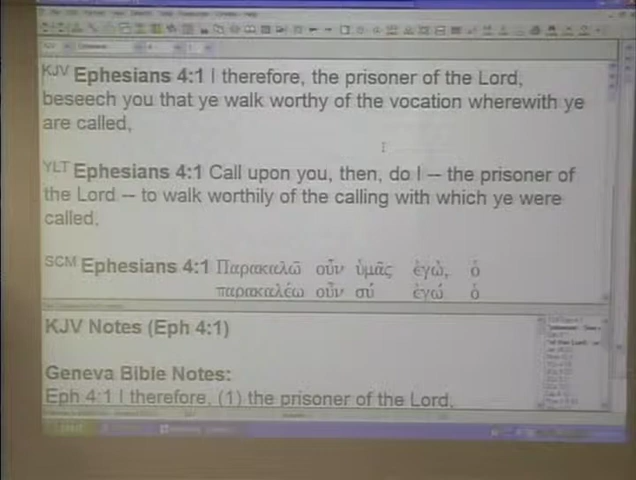 KJV Ephesians 4:1 I therefore, the prisoner of the Lord,
beseech you that ye walk worthy of the vocation wherewith ye
are called,
YLT Ephesians 4:1 Call upon you, then, do I -- the prisoner of
the Lord -- to walk worthily of the calling with which ye were
called,
SCM Ephesians 4:1 Παρακαλῶ οὖν ὑμᾶς ἐγώ, ὁ
παρακαλέω οὖν σύ ἐγώ ὁ
KJV Notes (Eph 4:1)
Geneva Bible Notes:
Eph 4:1 I therefore, (1) the prisoner of the Lord,